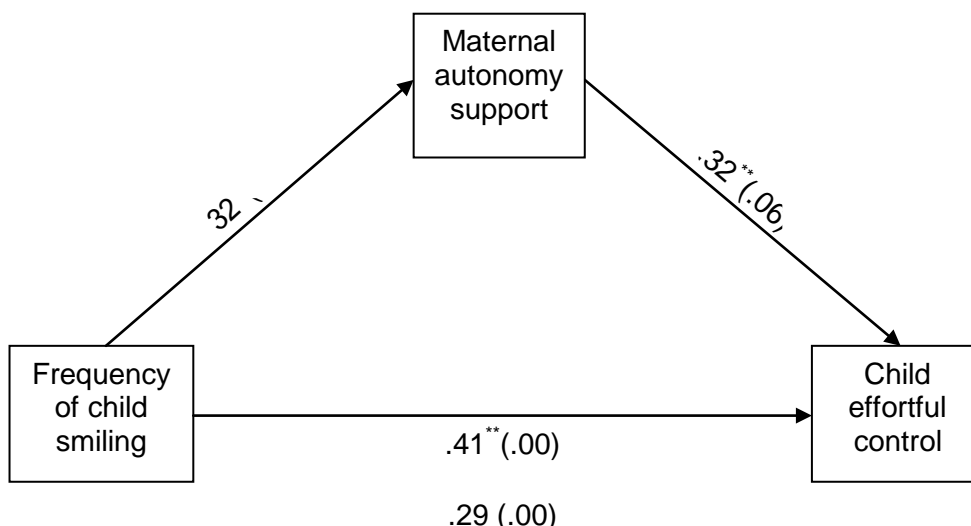 Maternal
autonomy
support
32
.32**(.06)
Frequency
of child
smiling
Child
effortful
control
.41**(.00)
.29 (.00)